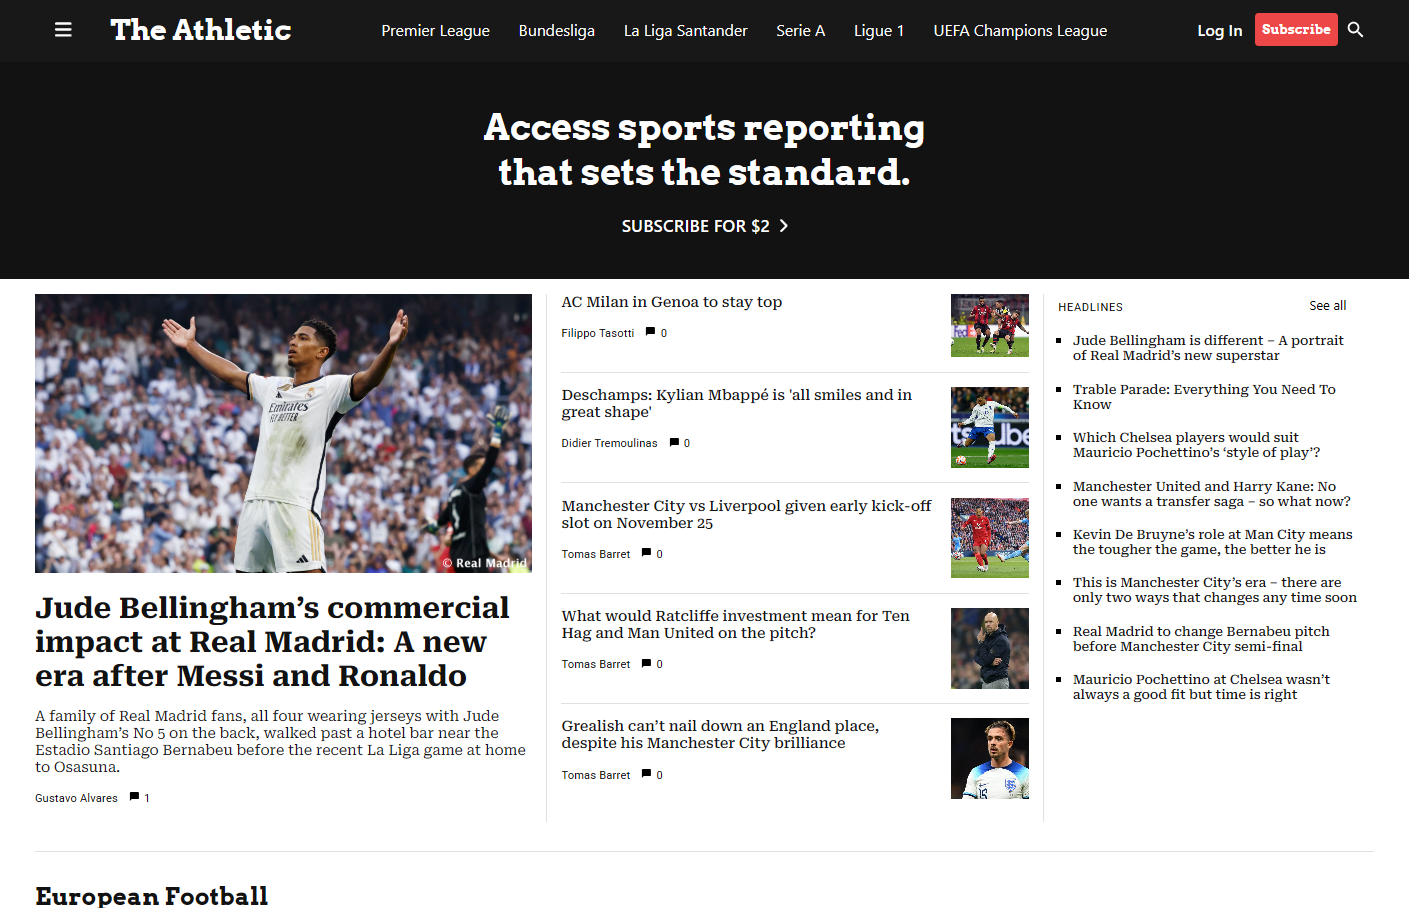 The Athletic
Premier League
Bundesliga
La Liga Santander
Serie A
Ligue 1
UEFA Champions League
Log In
Subscribe
Access sports reporting
that sets the standard.
SUBSCRIBE FOR $2
Emirates
FLY BETTER
© Real Madrid
Jude Bellingham’s commercial
impact at Real Madrid: A new
era after Messi and Ronaldo
A family of Real Madrid fans, all four wearing jerseys with Jude
Bellingham’s No 5 on the back, walked past a hotel bar near the
Estadio Santiago Bernabeu before the recent La Liga game at home
to Osasuna.
Gustavo Alvares 1
AC Milan in Genoa to stay top
Filippo Tasotti 0
Deschamps: Kylian Mbappé is 'all smiles and in
great shape'
Didier Tremoulinas 0
Manchester City vs Liverpool given early kick-off
slot on November 25
Tomas Barret 0
What would Ratcliffe investment mean for Ten
Hag and Man United on the pitch?
Tomas Barret 0
Grealish can’t nail down an England place,
despite his Manchester City brilliance
Tomas Barret 0
HEADLINES
See all
Jude Bellingham is different – A portrait
of Real Madrid’s new superstar
Trable Parade: Everything You Need To
Know
Which Chelsea players would suit
Mauricio Pochettino’s ‘style of play’?
Manchester United and Harry Kane: No
one wants a transfer saga – so what now?
Kevin De Bruyne’s role at Man City means
the tougher the game, the better he is
This is Manchester City’s era – there are
only two ways that changes any time soon
Real Madrid to change Bernabeu pitch
before Manchester City semi-final
Mauricio Pochettino at Chelsea wasn’t
always a good fit but time is right
European Football